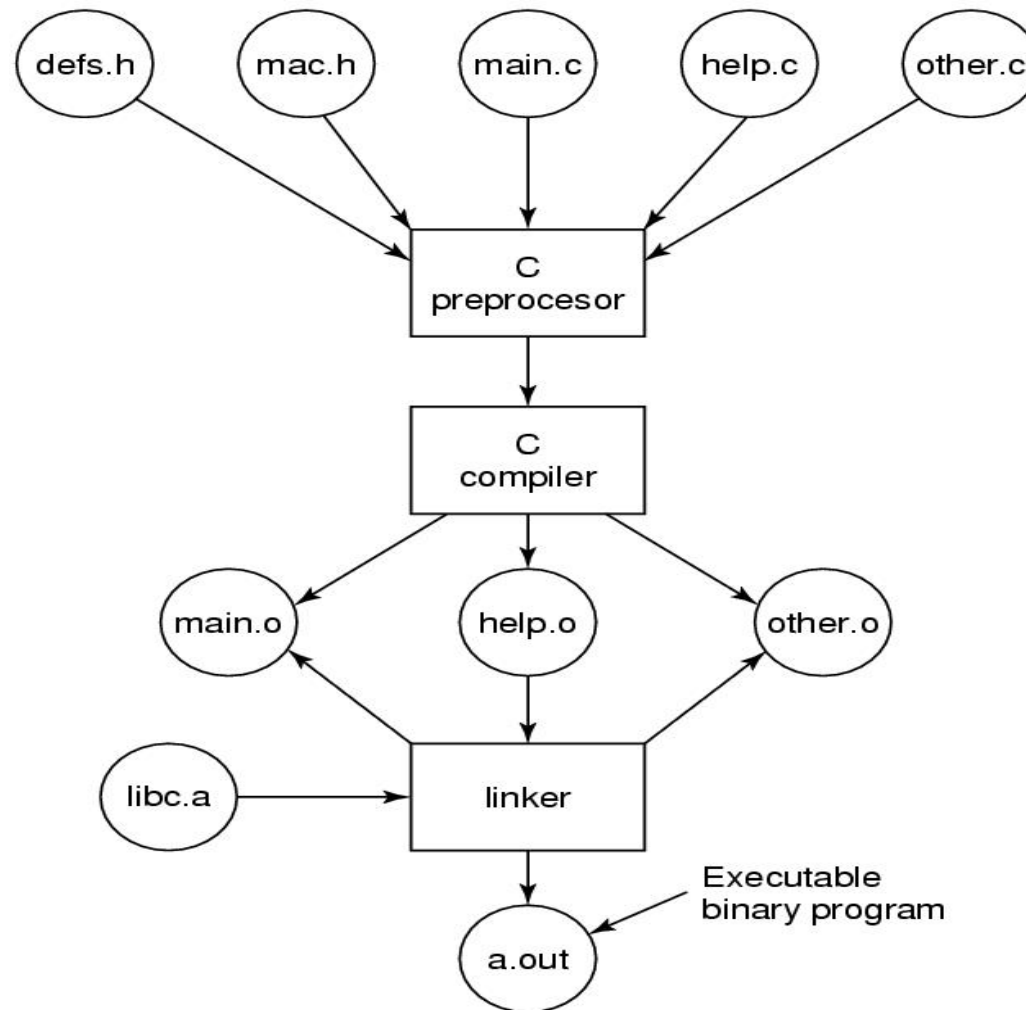 defs.h
mac.h
main.c
help.c
other.c
C
preprocesor
C
compiler
main.o
help.o
other.o
libc.a
linker
Executable
binary program
a.out